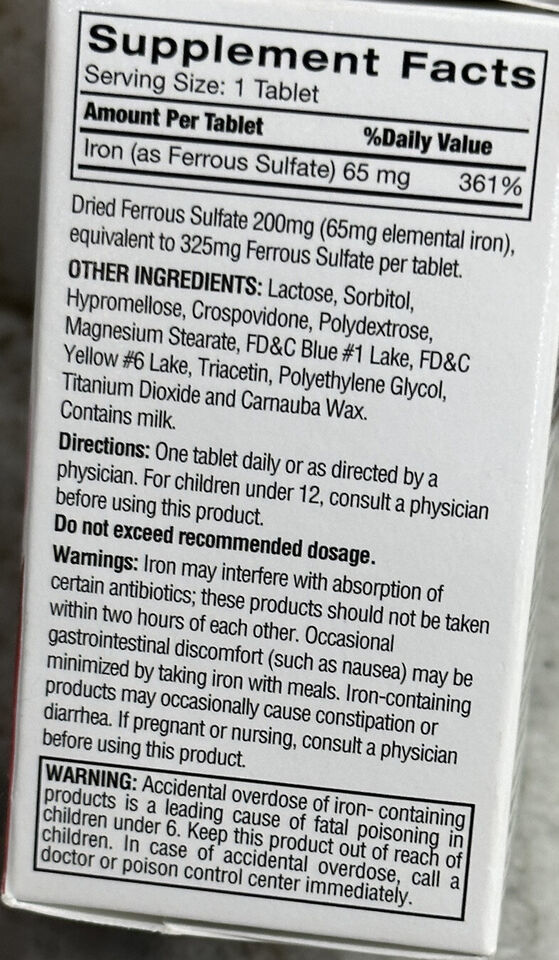 Supplement Facts
Serving Size: 1 Tablet
Amount Per Tablet %Daily Value
Iron (as Ferrous Sulfate) 65 mg 361%
Dried Ferrous Sulfate 200mg (65mg elemental iron),
equivalent to 325mg Ferrous Sulfate per tablet.
OTHER INGREDIENTS: Lactose, Sorbitol,
Hypromellose, Crospovidone, Polydextrose,
Magnesium Stearate, FD&C Blue #1 Lake, FD&C
Yellow #6 Lake, Triacetin, Polyethylene Glycol,
Titanium Dioxide and Carnauba Wax.
Contains milk.
Directions: One tablet daily or as directed by a
physician. For children under 12, consult a physician
before using this product.
Do not exceed recommended dosage.
Warnings: Iron may interfere with absorption of
certain antibiotics; these products should not be taken
within two hours of each other. Occasional
gastrointestinal discomfort (such as nausea) may be
minimized by taking iron with meals. Iron-containing
products may occasionally cause constipation or
diarrhea. If pregnant or nursing, consult a physician
before using this product.
WARNING: Accidental overdose of iron- containing
products is a leading cause of fatal poisoning in
children under 6. Keep this product out of reach of
children. In case of accidental overdose, call a
doctor or poison control center immediately.